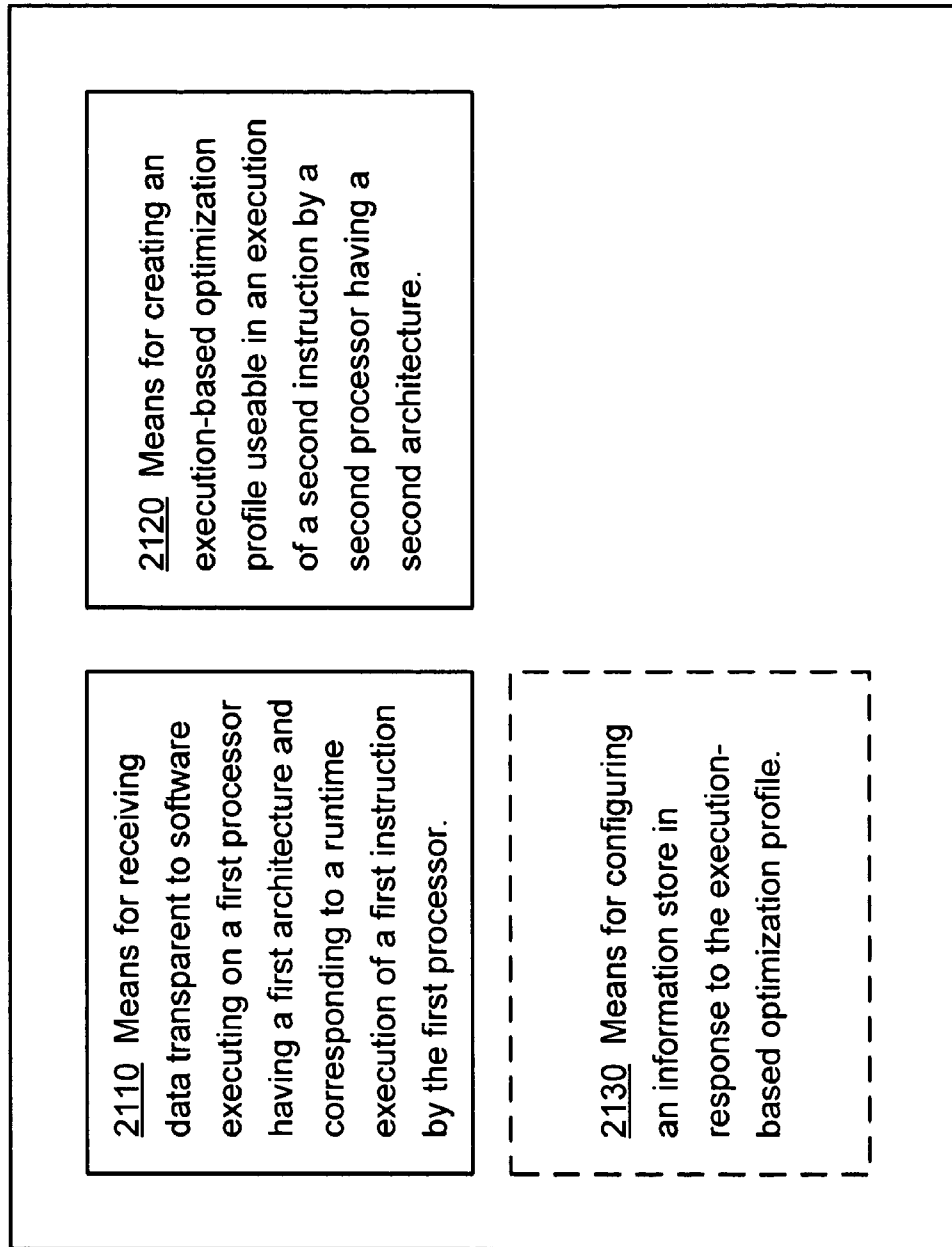 2110 Means for receiving
data transparent to software
executing on a first processor
having a first architecture and
corresponding to a runtime
execution of a first instruction
by the first processor.
2120 Means for creating an
execution-based optimization
profile useable in an execution
of a second instruction by a
second processor having a
second architecture.
2130 Means for configuring
an information store in
response to the execution-
based optimization profile.